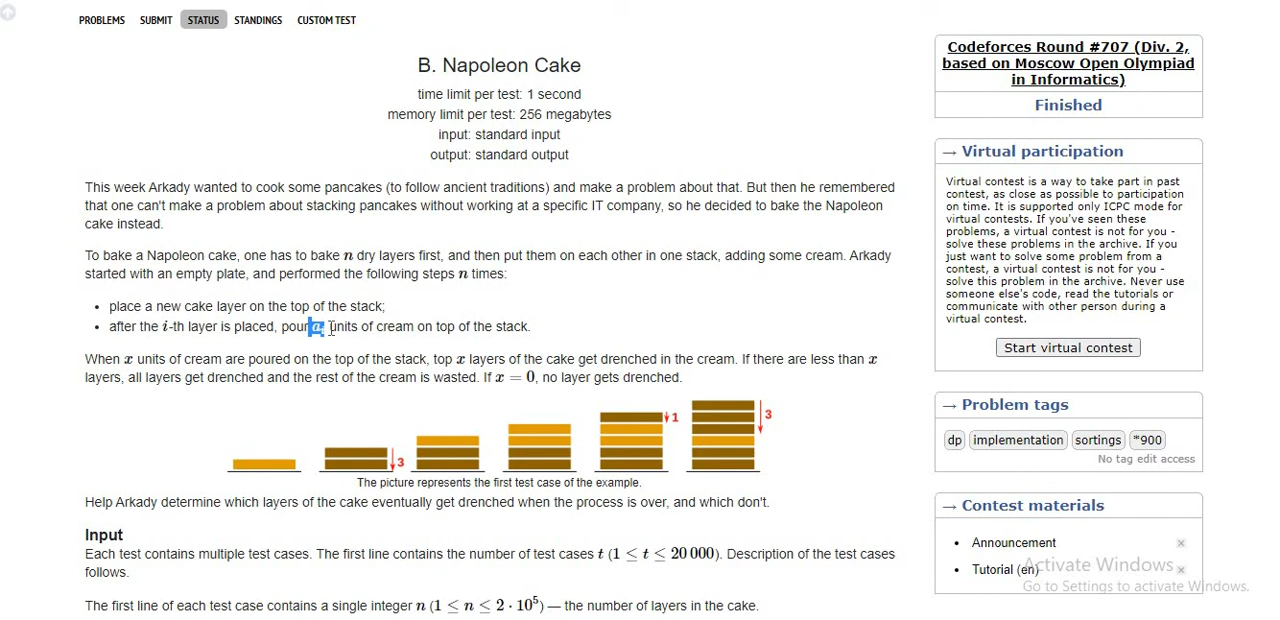 PROBLEMS SUBMIT STATUS STANDINGS CUSTOM TEST
B. Napoleon Cake
time limit per test: 1 second
memory limit per test: 256 megabytes
input: standard input
output: standard output
This week Arkady wanted to cook some pancakes (to follow ancient traditions) and make a problem about that. But then he remembered
that one can't make a problem about stacking pancakes without working at a specific IT company, so he decided to bake the Napoleon
cake instead.
To bake a Napoleon cake, one has to bake n dry layers first, and then put them on each other in one stack, adding some cream. Arkady
started with an empty plate, and performed the following steps n times:
• place a new cake layer on the top of the stack;
• after the i-th layer is placed, pour aᵢ units of cream on top of the stack.
When x units of cream are poured on the top of the stack, top x layers of the cake get drenched in the cream. If there are less than x
layers, all layers get drenched and the rest of the cream is wasted. If x = 0, no layer gets drenched.
3
1
3
The picture represents the first test case of the example.
Help Arkady determine which layers of the cake eventually get drenched when the process is over, and which don't.
Input
Each test contains multiple test cases. The first line contains the number of test cases t (1 ≤ t ≤ 20 000). Description of the test cases
follows.
The first line of each test case contains a single integer n (1 ≤ n ≤ 2 · 10⁵) — the number of layers in the cake.
Codeforces Round #707 (Div. 2,
based on Moscow Open Olympiad
in Informatics)
Finished
→ Virtual participation
Virtual contest is a way to take part in past
contest, as close as possible to participation
on time. It is supported only ICPC mode for
virtual contests. If you've seen these
problems, a virtual contest is not for you -
solve these problems in the archive. If you
just want to solve some problem from a
contest, a virtual contest is not for you -
solve this problem in the archive. Never use
someone else's code, read the tutorials or
communicate with other person during a
virtual contest.
Start virtual contest
→ Problem tags
dp implementation sortings *900
No tag edit access
→ Contest materials
• Announcement
• Tutorial (en)
Activate Windows
Go to Settings to activate Windows.